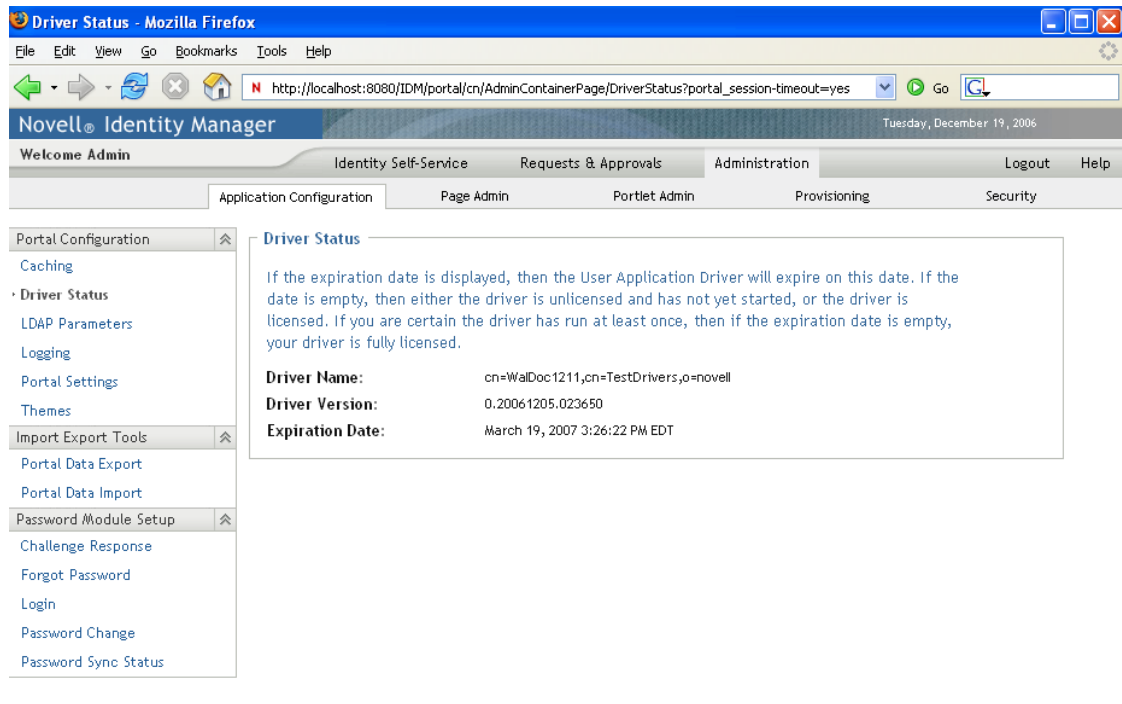 Driver Status - Mozilla Firefox
File Edit View Go Bookmarks Tools Help
N http://localhost:8080/IDM/portal/cn/AdminContainerPage/DriverStatus?portal_session-timeout=yes Go G
Novell® Identity Manager Tuesday, December 19, 2006
Welcome Admin Identity Self-Service Requests & Approvals Administration Logout Help
Application Configuration Page Admin Portlet Admin Provisioning Security
Portal Configuration
Caching
Driver Status
LDAP Parameters
Logging
Portal Settings
Themes
Import Export Tools
Portal Data Export
Portal Data Import
Password Module Setup
Challenge Response
Forgot Password
Login
Password Change
Password Sync Status
Driver Status
If the expiration date is displayed, then the User Application Driver will expire on this date. If the
date is empty, then either the driver is unlicensed and has not yet started, or the driver is
licensed. If you are certain the driver has run at least once, then if the expiration date is empty,
your driver is fully licensed.
Driver Name: cn=WalDoc1211,cn=TestDrivers,o=novell
Driver Version: 0.20061205.023650
Expiration Date: March 19, 2007 3:26:22 PM EDT